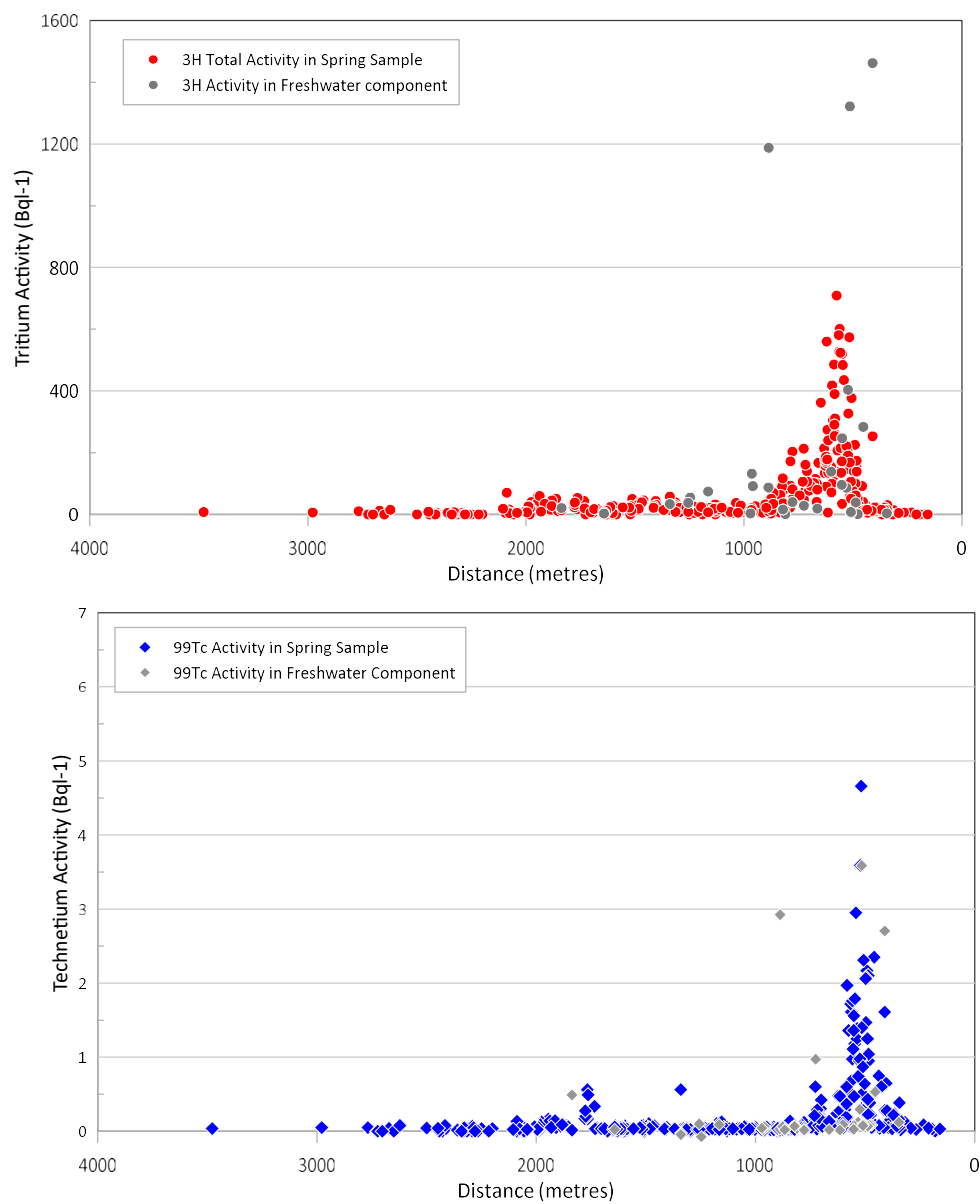 1600
3H Total Activity in Spring Sample
3H Activity in Freshwater component
1200
800
400
0
Tritium Activity (Bql-1)
4000 3000 2000 1000 0
Distance (metres)
7
99Tc Activity in Spring Sample
99Tc Activity in Freshwater Component
6
5
4
3
2
1
0
Technetium Activity (Bql-1)
4000 3000 2000 1000 0
Distance (metres)